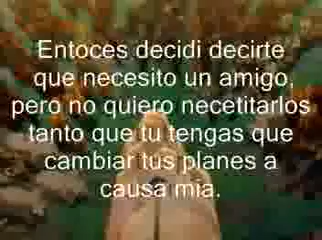 Entoces decidi decirte
que necesito un amigo,
pero no quiero necetitarlos
tanto que tu tengas que
cambiar tus planes a
causa mia.